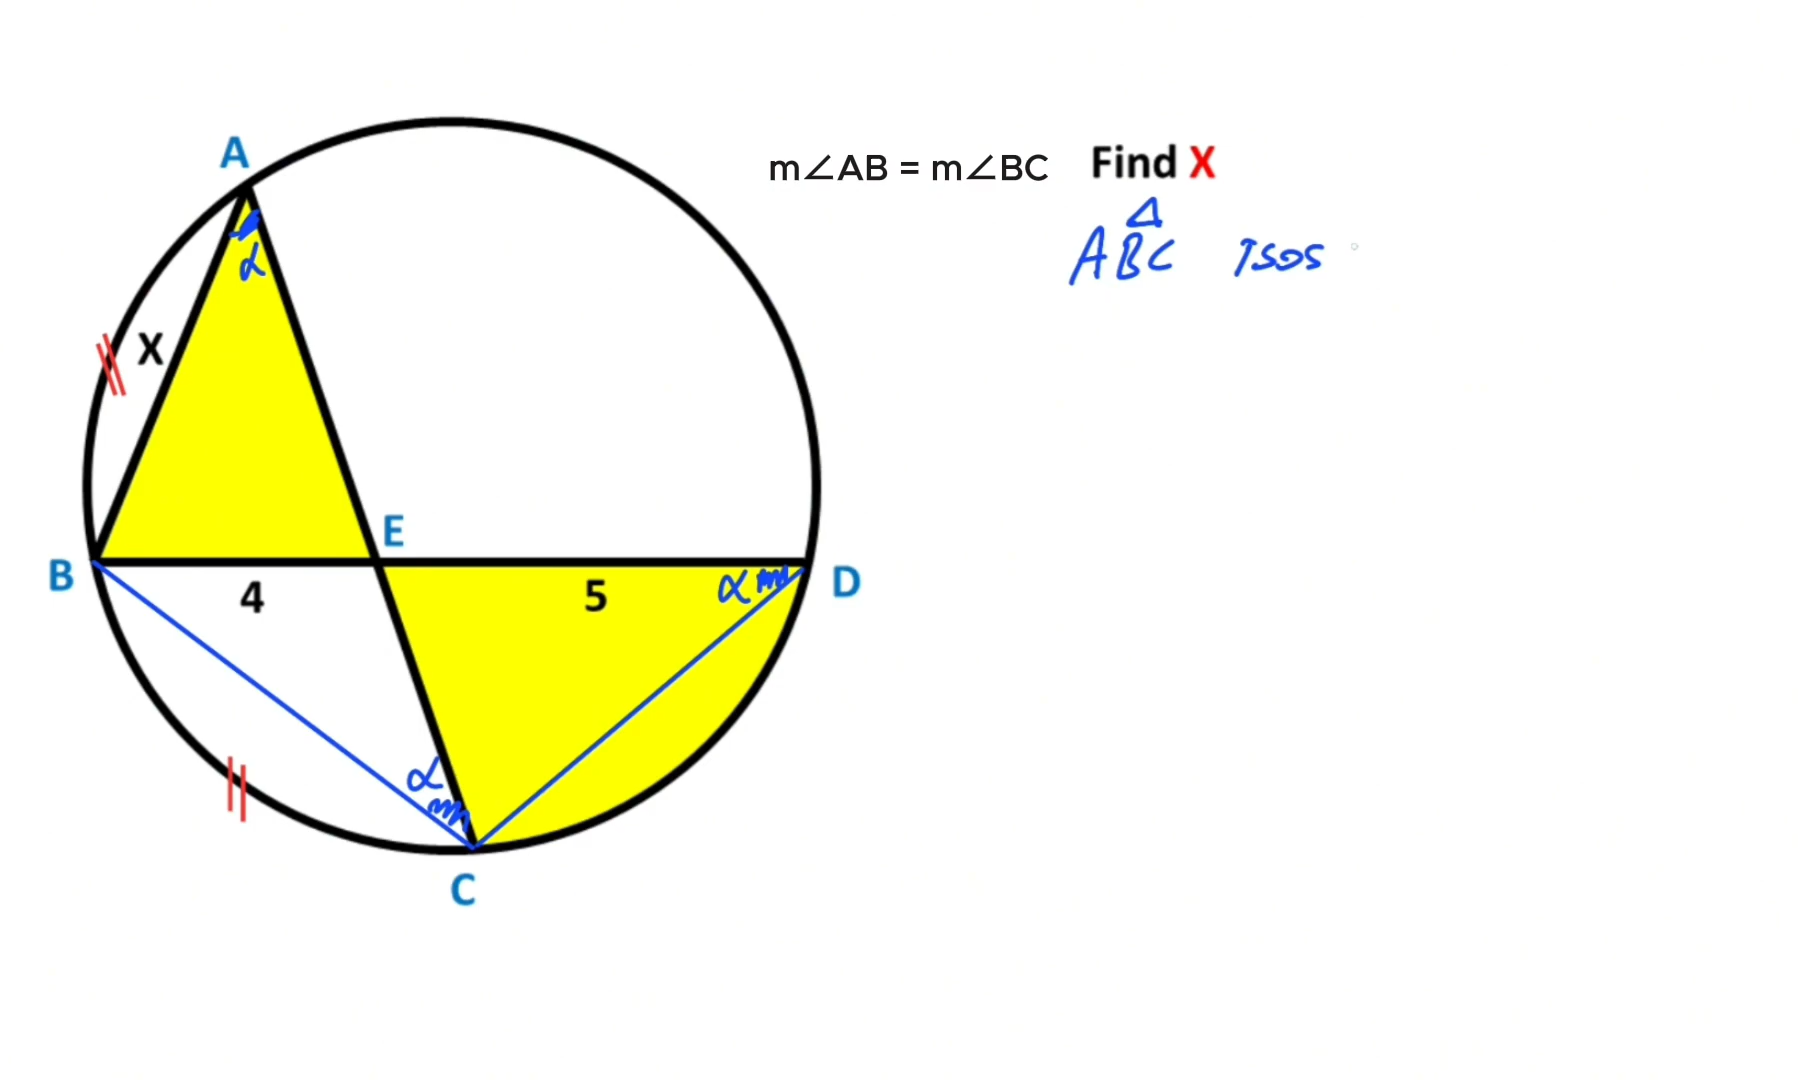 A
m∠AB = m∠BC Find X
Δ
ABC Isos
α
X
E
B
4
5
α
D
α
C